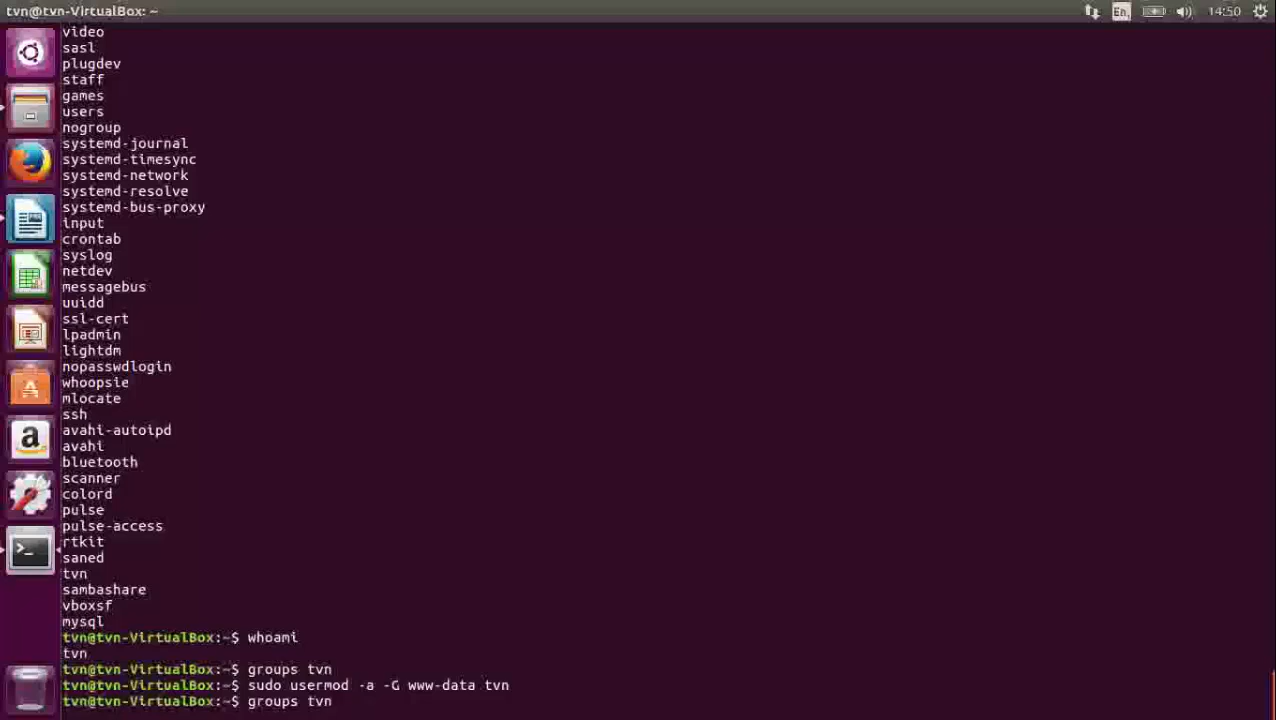 tvn@tvn-VirtualBox: ~
En
14:50
video
sasl
plugdev
staff
games
users
nogroup
systemd-journal
systemd-timesync
systemd-network
systemd-resolve
systemd-bus-proxy
input
crontab
syslog
netdev
messagebus
uuidd
ssl-cert
lpadmin
lightdm
nopasswdlogin
whoopsie
mlocate
ssh
avahi-autoipd
avahi
bluetooth
scanner
colord
pulse
pulse-access
rtkit
saned
tvn
sambashare
vboxsf
mysql
tvn@tvn-VirtualBox:~$ whoami
tvn
tvn@tvn-VirtualBox:~$ groups tvn
tvn@tvn-VirtualBox:~$ sudo usermod -a -G www-data tvn
tvn@tvn-VirtualBox:~$ groups tvn